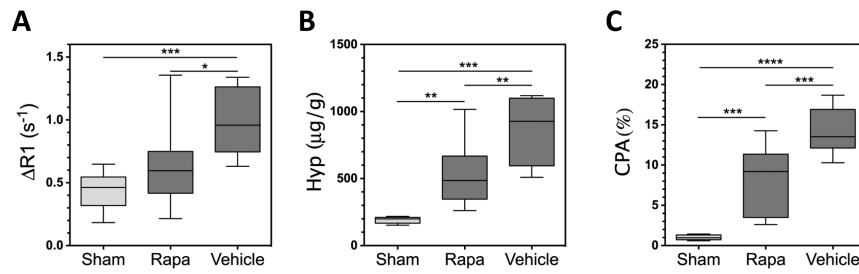 A
ΔR1 (s⁻¹)
1.5
1.0
0.5
0.0
***
*
Sham Rapa Vehicle
B
Hyp (μg/g)
1500
1000
500
0
***
**
**
Sham Rapa Vehicle
C
CPA(%)
25
20
15
10
5
0
****
***
***
Sham Rapa Vehicle